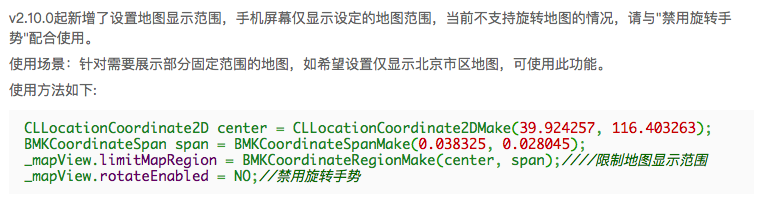 v2.10.0起新增了设置地图显示范围，手机屏幕仅显示设定的地图范围，当前不支持旋转地图的情况，请与"禁用旋转手
势"配合使用。
使用场景：针对需要展示部分固定范围的地图，如希望设置仅显示北京市区地图，可使用此功能。
使用方法如下:
CLLocationCoordinate2D center = CLLocationCoordinate2DMake(39.924257, 116.403263);
BMKCoordinateSpan span = BMKCoordinateSpanMake(0.038325, 0.028045);
_mapView.limitMapRegion = BMKCoordinateRegionMake(center, span);////限制地图显示范围
_mapView.rotateEnabled = NO;//禁用旋转手势